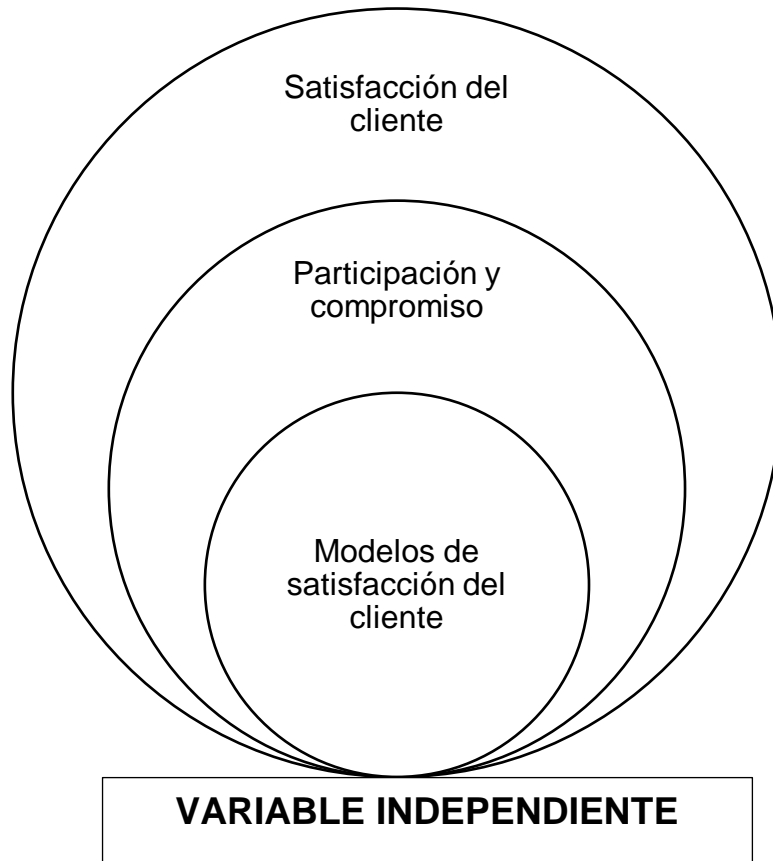 Satisfacción del
cliente
Participación y
compromiso
Modelos de
satisfacción del
cliente
VARIABLE INDEPENDIENTE